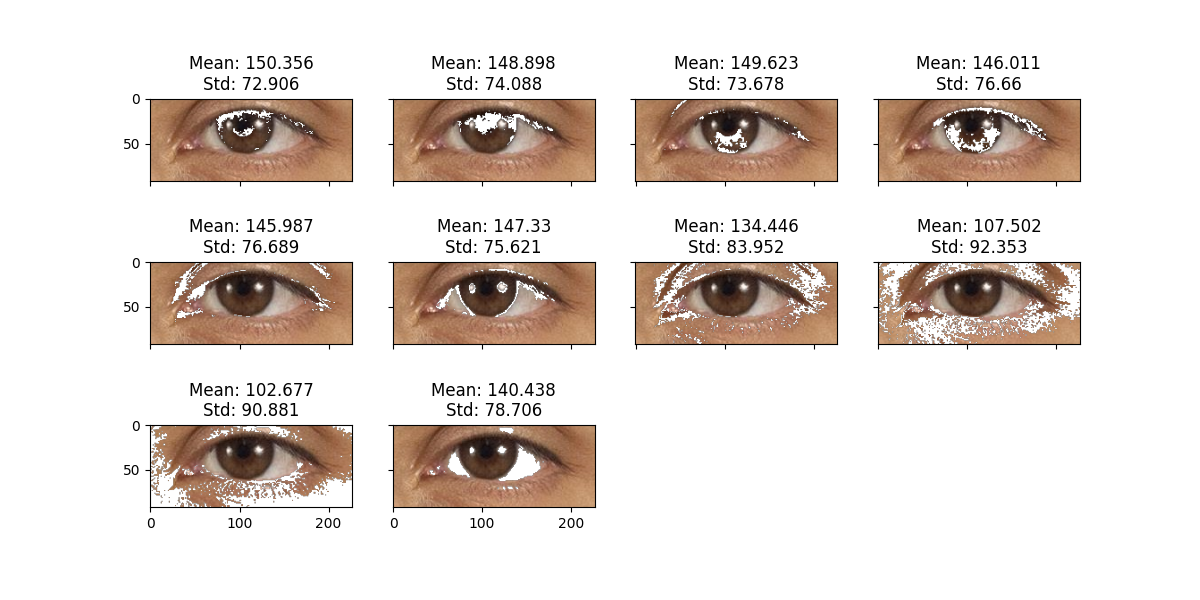 Mean: 150.356
Std: 72.906
Mean: 148.898
Std: 74.088
Mean: 149.623
Std: 73.678
Mean: 146.011
Std: 76.66
0
50
Mean: 145.987
Std: 76.689
Mean: 147.33
Std: 75.621
Mean: 134.446
Std: 83.952
Mean: 107.502
Std: 92.353
0
50
Mean: 102.677
Std: 90.881
Mean: 140.438
Std: 78.706
0
50
0 100 200
0 100 200